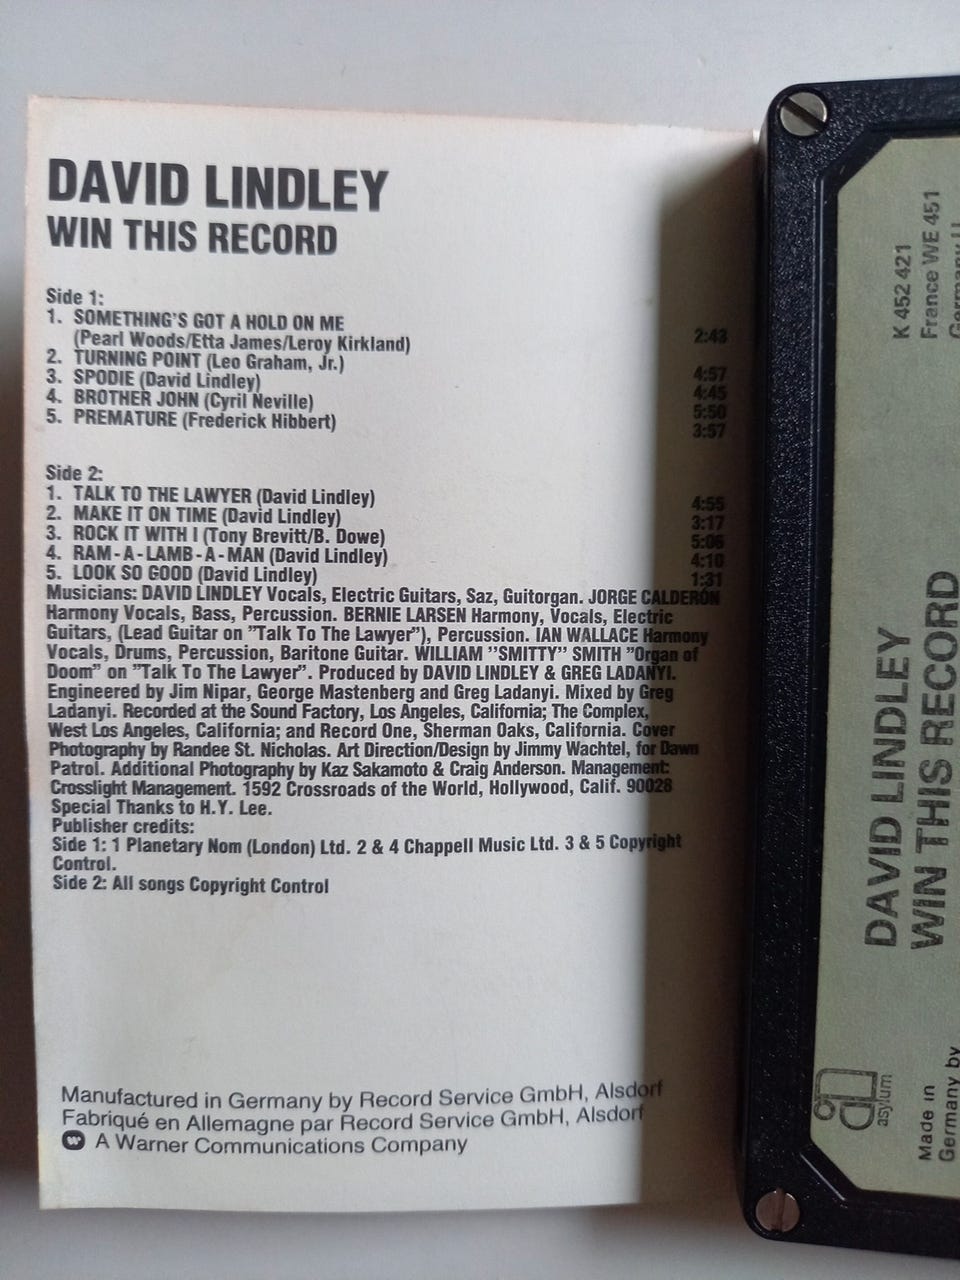 DAVID LINDLEY
WIN THIS RECORD
Side 1:
1. SOMETHING'S GOT A HOLD ON ME
(Pearl Woods/Etta James/Leroy Kirkland) 2:43
2. TURNING POINT (Leo Graham, Jr.) 4:57
3. SPODIE (David Lindley) 4:45
4. BROTHER JOHN (Cyril Neville) 5:50
5. PREMATURE (Frederick Hibbert) 3:57
Side 2:
1. TALK TO THE LAWYER (David Lindley) 4:55
2. MAKE IT ON TIME (David Lindley) 3:17
3. ROCK IT WITH I (Tony Brevitt/B. Dowe) 5:06
4. RAM-A-LAMB-A-MAN (David Lindley) 4:10
5. LOOK SO GOOD (David Lindley) 1:31
Musicians: DAVID LINDLEY Vocals, Electric Guitars, Saz, Guitorgan. JORGE CALDERÓN
Harmony Vocals, Bass, Percussion. BERNIE LARSEN Harmony, Vocals, Electric
Guitars, (Lead Guitar on "Talk To The Lawyer"), Percussion. IAN WALLACE Harmony
Vocals, Drums, Percussion, Baritone Guitar. WILLIAM "SMITTY" SMITH "Organ of
Doom" on "Talk To The Lawyer". Produced by DAVID LINDLEY & GREG LADANYI.
Engineered by Jim Nipar, George Mastenberg and Greg Ladanyi. Mixed by Greg
Ladanyi. Recorded at the Sound Factory, Los Angeles, California; The Complex,
West Los Angeles, California; and Record One, Sherman Oaks, California. Cover
Photography by Randee St. Nicholas. Art Direction/Design by Jimmy Wachtel, for Dawn
Patrol. Additional Photography by Kaz Sakamoto & Craig Anderson. Management:
Crosslight Management. 1592 Crossroads of the World, Hollywood, Calif. 90028
Special Thanks to H.Y. Lee.
Publisher credits:
Side 1: 1 Planetary Nom (London) Ltd. 2 & 4 Chappell Music Ltd. 3 & 5 Copyright
Control.
Side 2: All songs Copyright Control
Manufactured in Germany by Record Service GmbH, Alsdorf
Fabriqué en Allemagne par Record Service GmbH, Alsdorf
A Warner Communications Company
K 452 421
France WE 451
Germany
DAVID LINDLEY
WIN THIS RECORD
asylum
Made in
Germany by